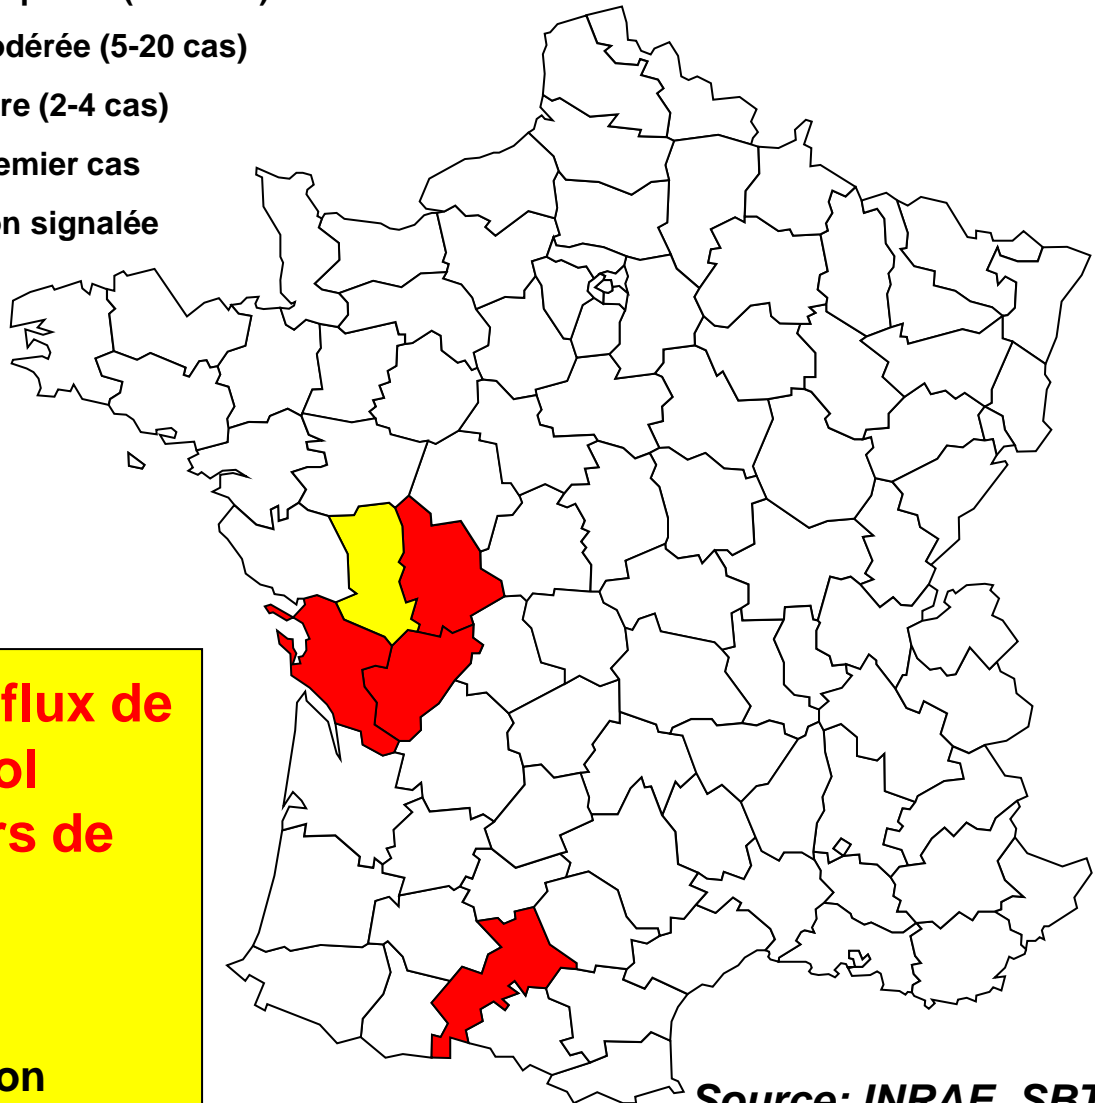 odérée (5-20 cas)
re (2-4 cas)
emier cas
on signalée
flux de
ol
rs de
on
Source: INRAE, SBT